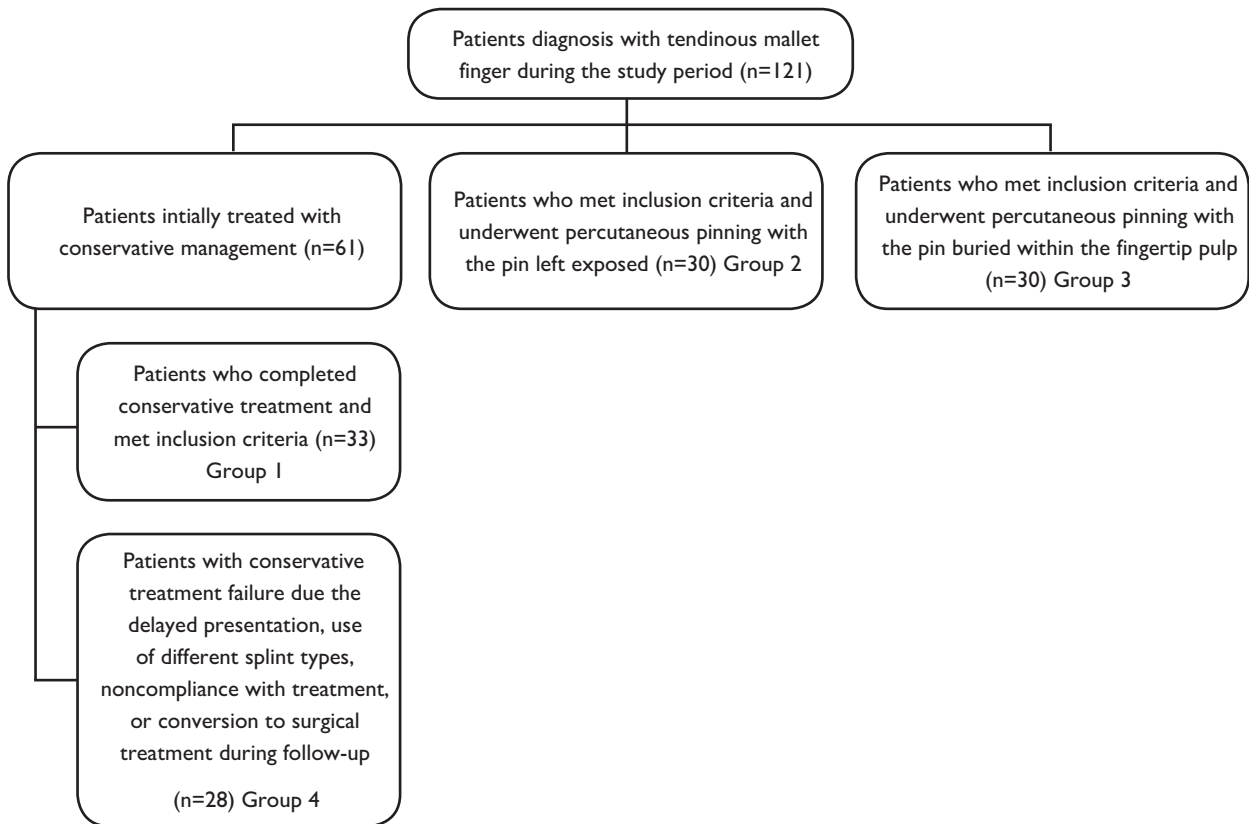 Patients diagnosis with tendinous mallet
finger during the study period (n=121)
Patients intially treated with
conservative management (n=61)
Patients who met inclusion criteria and
underwent percutaneous pinning with
the pin left exposed (n=30) Group 2
Patients who met inclusion criteria and
underwent percutaneous pinning with
the pin buried within the fingertip pulp
(n=30) Group 3
Patients who completed
conservative treatment and
met inclusion criteria (n=33)
Group 1
Patients with conservative
treatment failure due the
delayed presentation, use
of different splint types,
noncompliance with treatment,
or conversion to surgical
treatment during follow-up
(n=28) Group 4